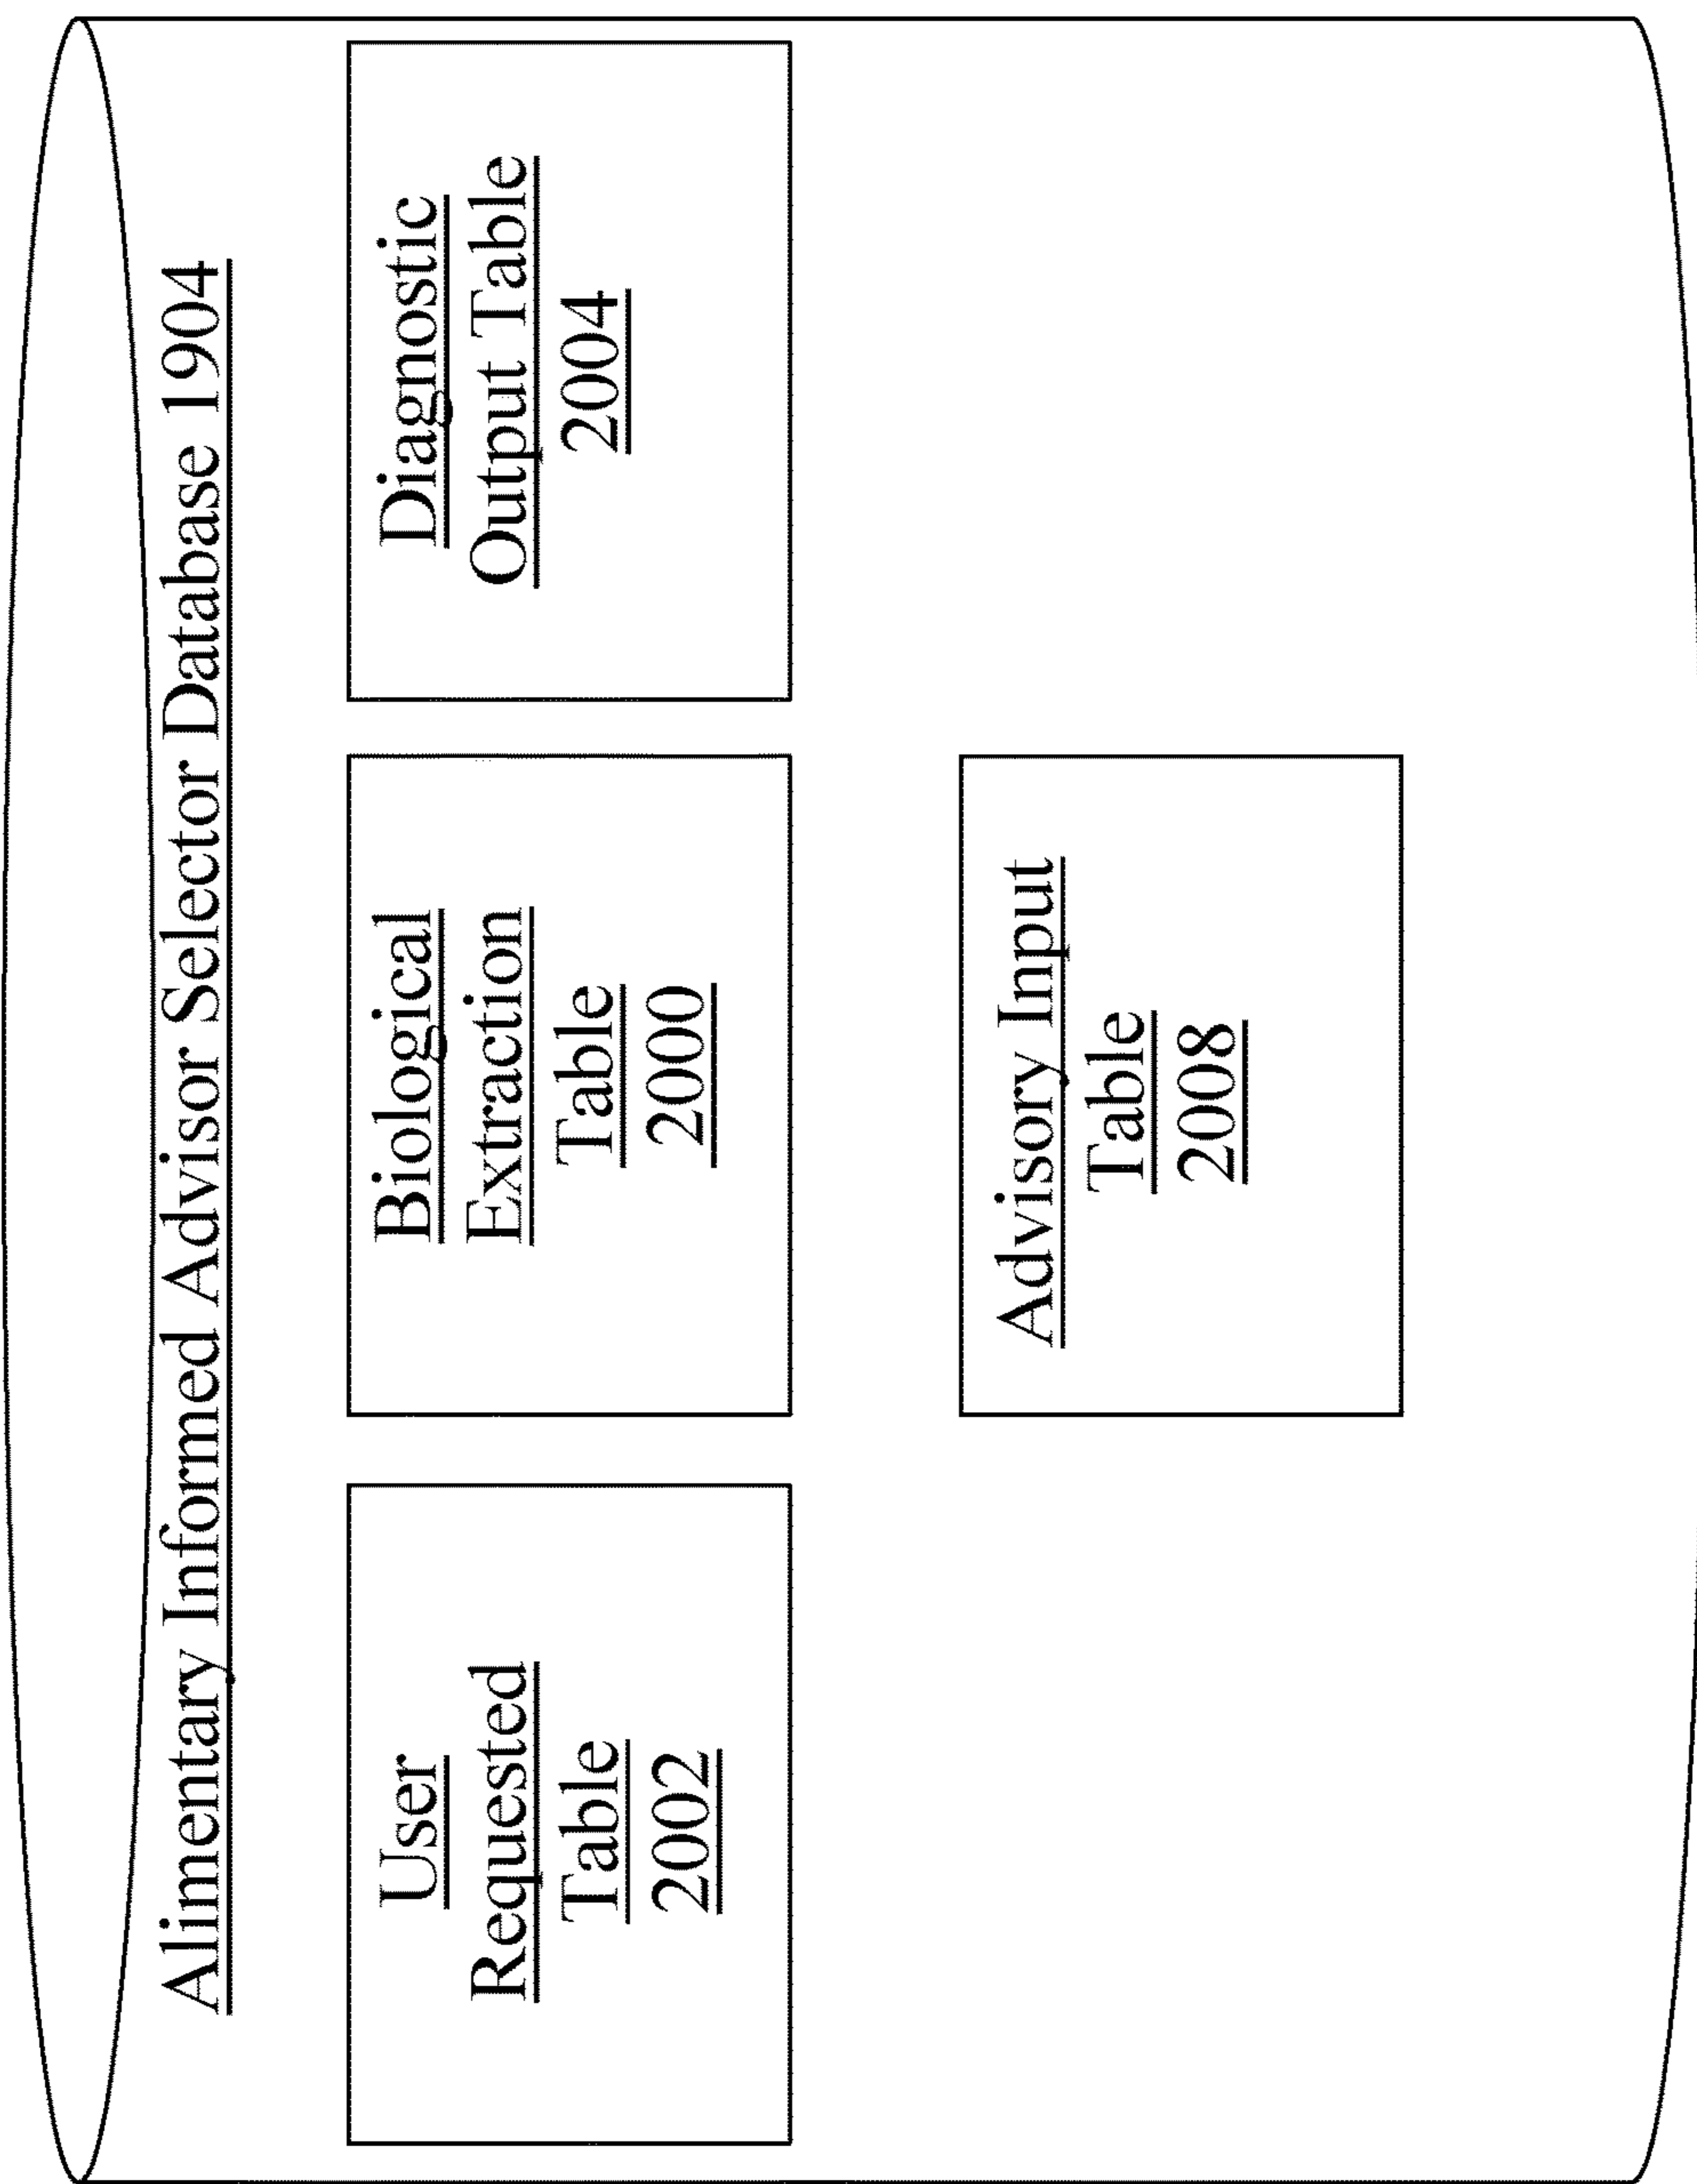 Alimentary Informed Advisor Selector Database 1904
User
Requested
Table
2002
Biological
Extraction
Table
2000
Diagnostic
Output Table
2004
Advisory Input
Table
2008